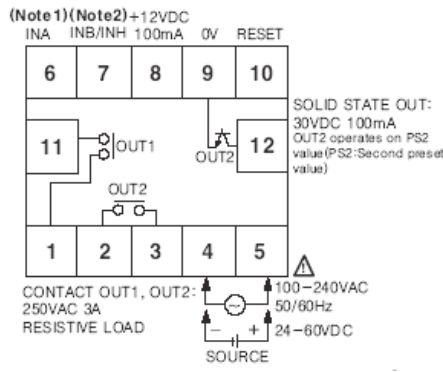 (Note1)(Note2)+12VDC
INA INB/INH 100mA 0V RESET
6 7 8 9 10
SOLID STATE OUT:
30VDC 100mA
OUT2 operates on PS2
value(PS2:Second preset
value)
11 OUT1 OUT2 12
OUT2
1 2 3 4 5
CONTACT OUT1, OUT2:
250VAC 3A
RESISTIVE LOAD
100-240VAC
50/60Hz
24-60VDC
SOURCE